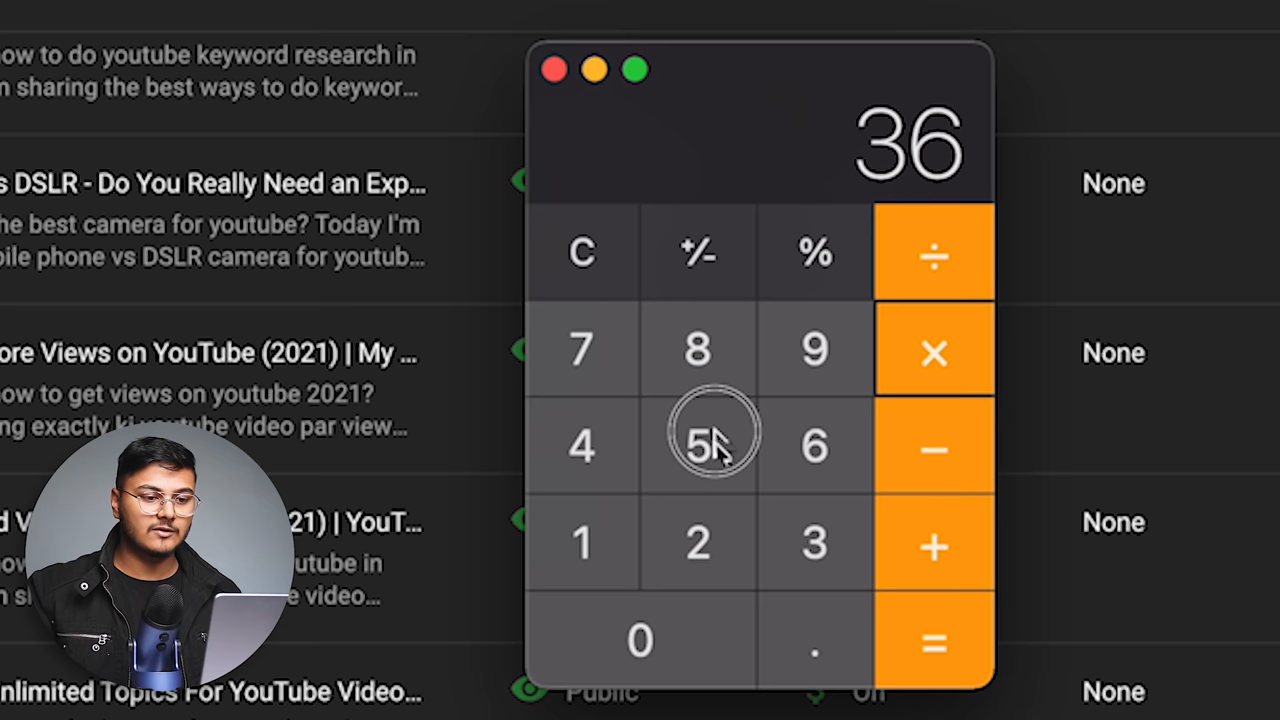 ow to do youtube keyword research in
sharing the best ways to do keywor...
36
s DSLR - Do You Really Need an Exp...
None
he best camera for youtube? Today I'm
bile phone vs DSLR camera for youtub...
C +/- % ÷
7 8 9 ×
ore Views on YouTube (2021) | My ...
None
ow to get views on youtube 2021?
ng exactly ki youtube video par view...
4 5 6 −
21) | YouT...
None
1 2 3 +
utube in
e video...
0 . =
nlimited Topics For YouTube Video...
Public
On
None